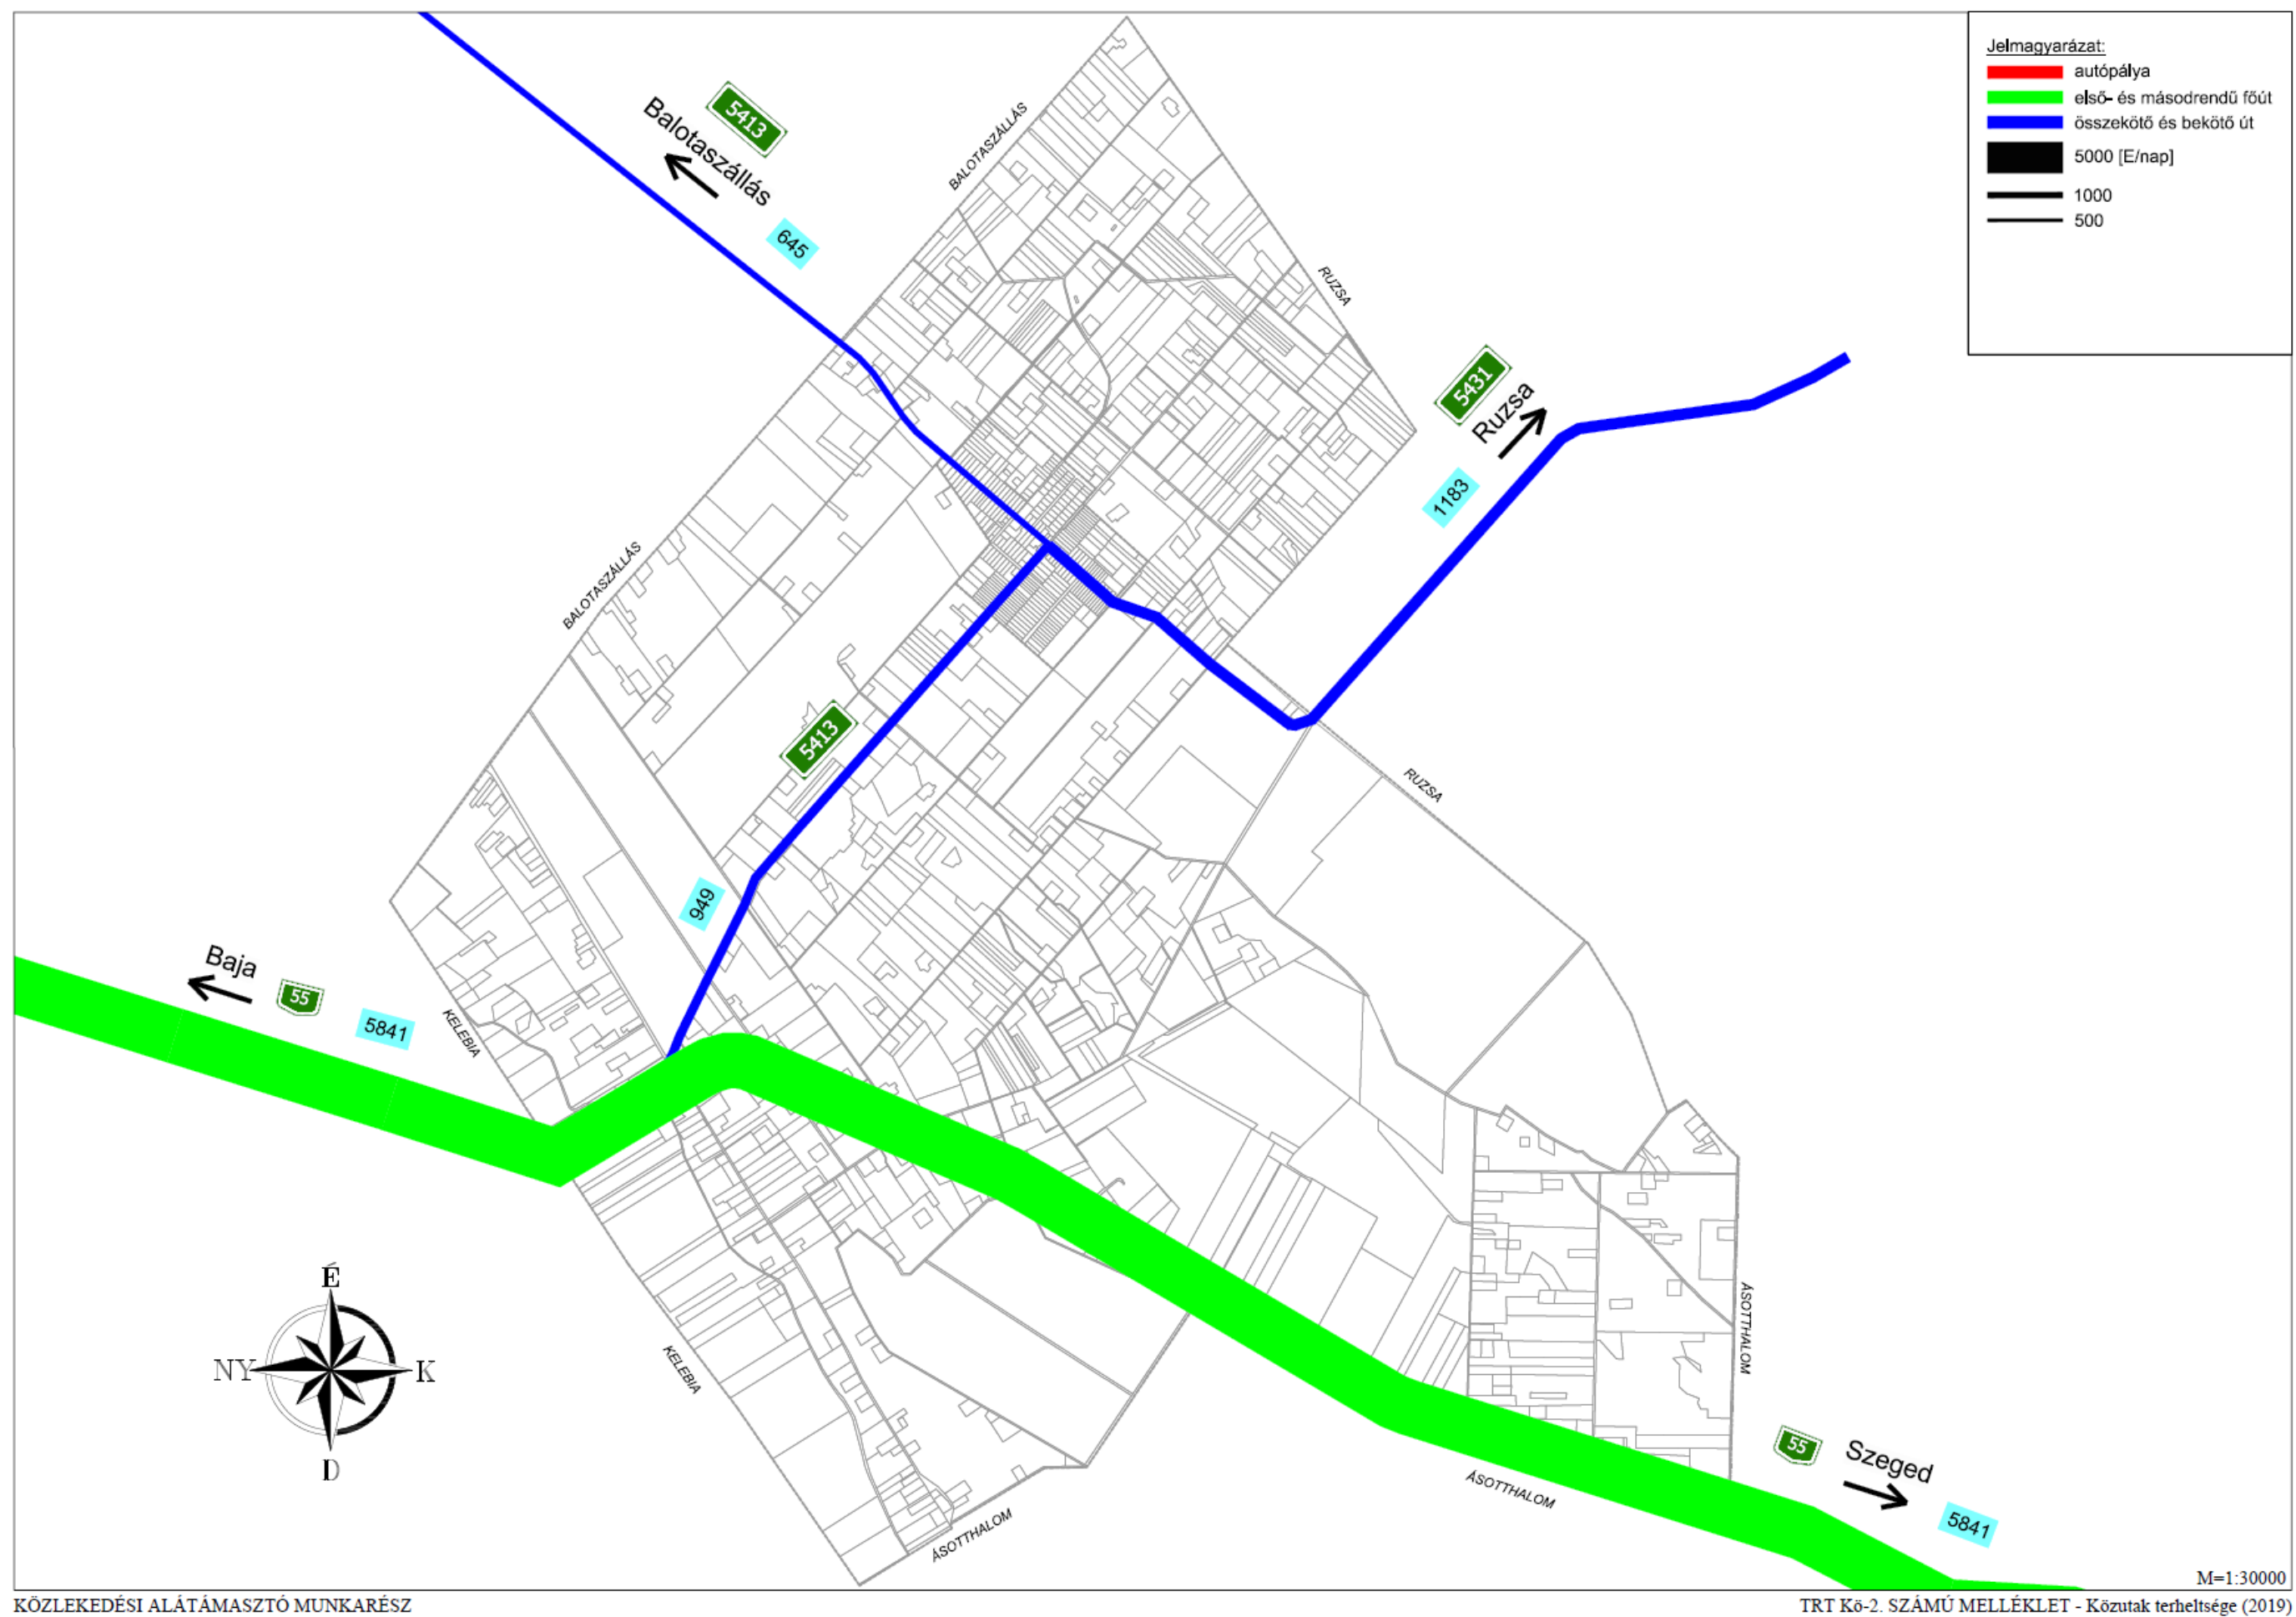 Jelmagyarázat:
autópálya
első- és másodrendű főút
összekötő és bekötő út
5000 [E/nap]
1000
500
5413
Balotaszállás
645
BALOTASZÁLLÁS
RUZSA
5431
Ruzsa
1183
BALOTASZÁLLÁS
5413
RUZSA
949
Baja
55
5841
KELEBIA
É
NY
K
D
KELEBIA
ÁSOTTHALOM
55
Szeged
5841
ÁSOTTHALOM
ÁSOTTHALOM
M=1:30000
KÖZLEKEDÉSI ALÁTÁMASZTÓ MUNKARÉSZ
TRT Kö-2. SZÁMÚ MELLÉKLET - Közutak terheltsége (2019)